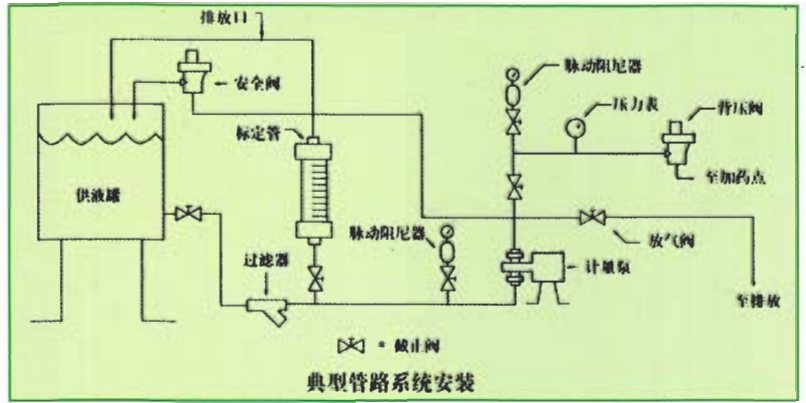 排放口
脉动阻尼器
安全阀
压力表
背压阀
标定管
至加药点
供液罐
脉动阻尼器
放气阀
过滤器
计量泵
至排放
* 截止阀
典型管路系统安装